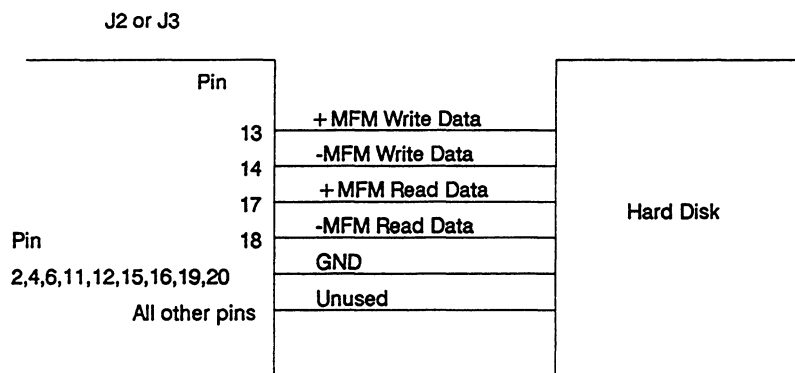 J2 or J3
Pin
13 +MFM Write Data
14 -MFM Write Data
17 +MFM Read Data
Hard Disk
18 -MFM Read Data
Pin
2,4,6,11,12,15,16,19,20 GND
All other pins Unused